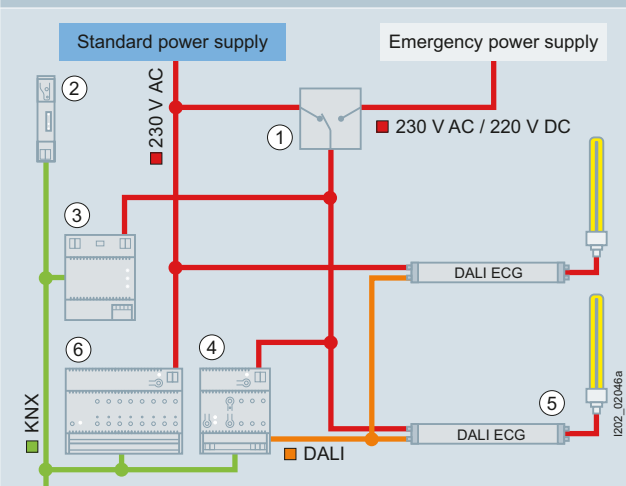 Standard power supply
Emergency power supply
②
230 V AC
①
230 V AC / 220 V DC
③
DALI ECG
⑥
④
⑤
KNX
DALI
DALI ECG
I202_02046a